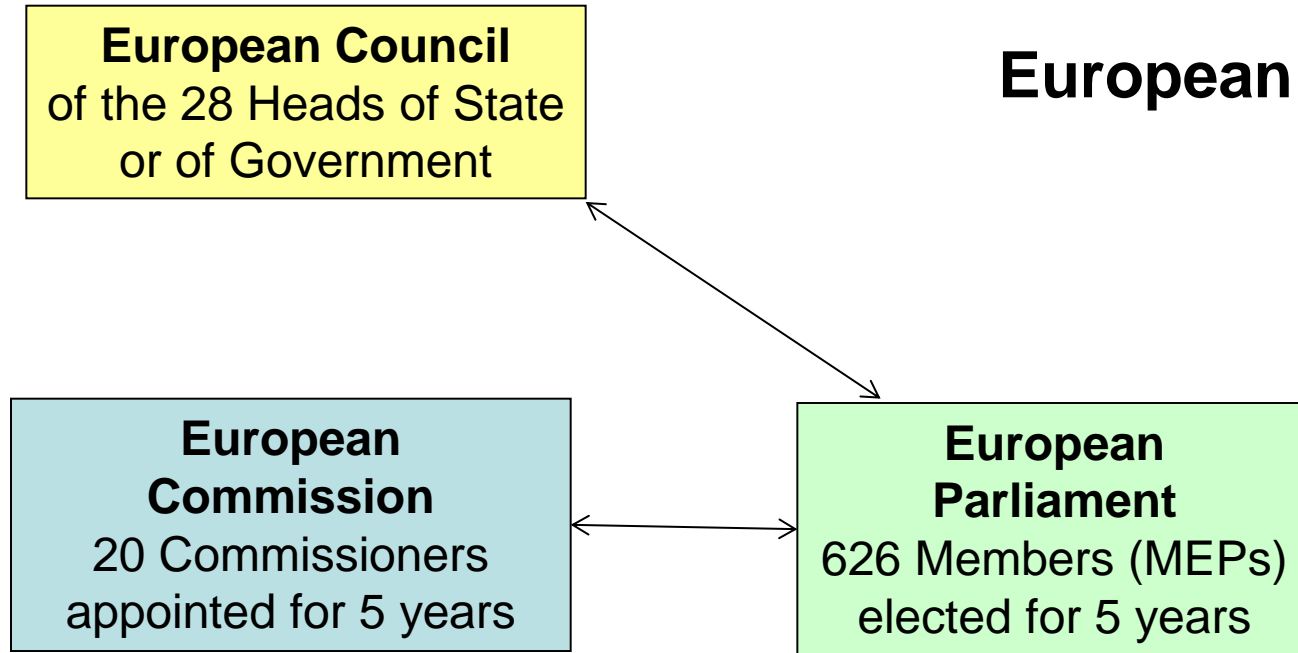 European Council
of the 28 Heads of State
or of Government
European
European
Commission
20 Commissioners
appointed for 5 years
European
Parliament
626 Members (MEPs)
elected for 5 years